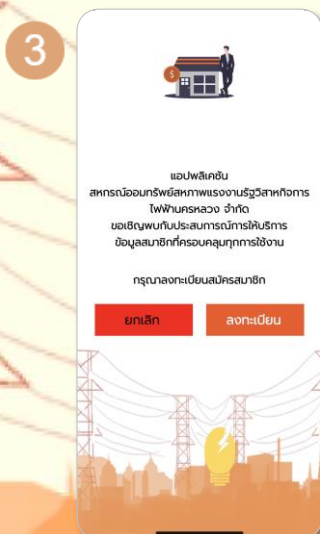 3
$
แอปพลิเคชัน
สหกรณ์ออมทรัพย์สหภาพแรงงานรัฐวิสาหกิจการ
ไฟฟ้านครหลวง จำกัด
ขอเชิญพบกับประสบการณ์การให้บริการ
ข้อมูลสมาชิกที่ครอบคลุมทุกการใช้งาน
กรุณาลงทะเบียนสมัครสมาชิก
ยกเลิก
ลงทะเบียน